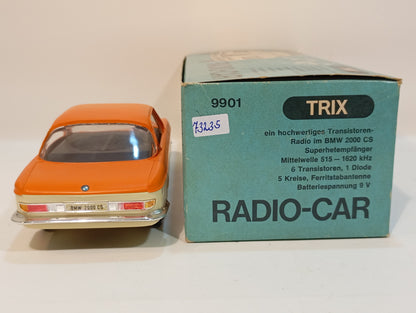 9901
TRIX
73235
ein hochwertiges Transistoren-
Radio im BMW 2000 CS
Superhetempfänger
Mittelwelle 515 — 1620 kHz
6 Transistoren, 1 Diode
5 Kreise, Ferritstabantenne
Batteriespannung 9 V
RADIO-CAR
BMW 2000 CS